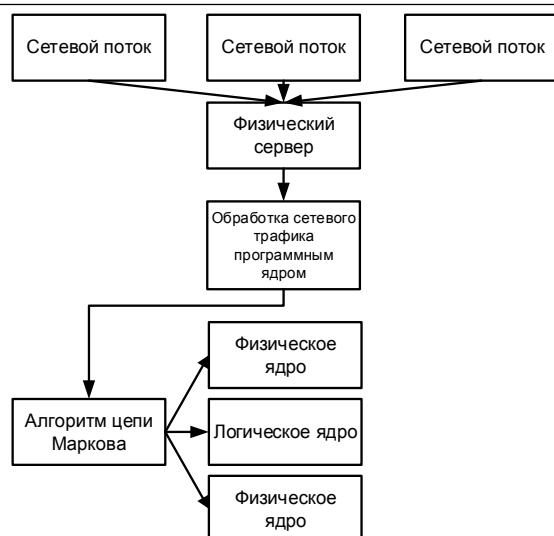 Сетевой поток
Сетевой поток
Сетевой поток
Физический
сервер
Обработка сетевого
трафика
программным
ядром
Физическое
ядро
Алгоритм цепи
Маркова
Логическое ядро
Физическое
ядро